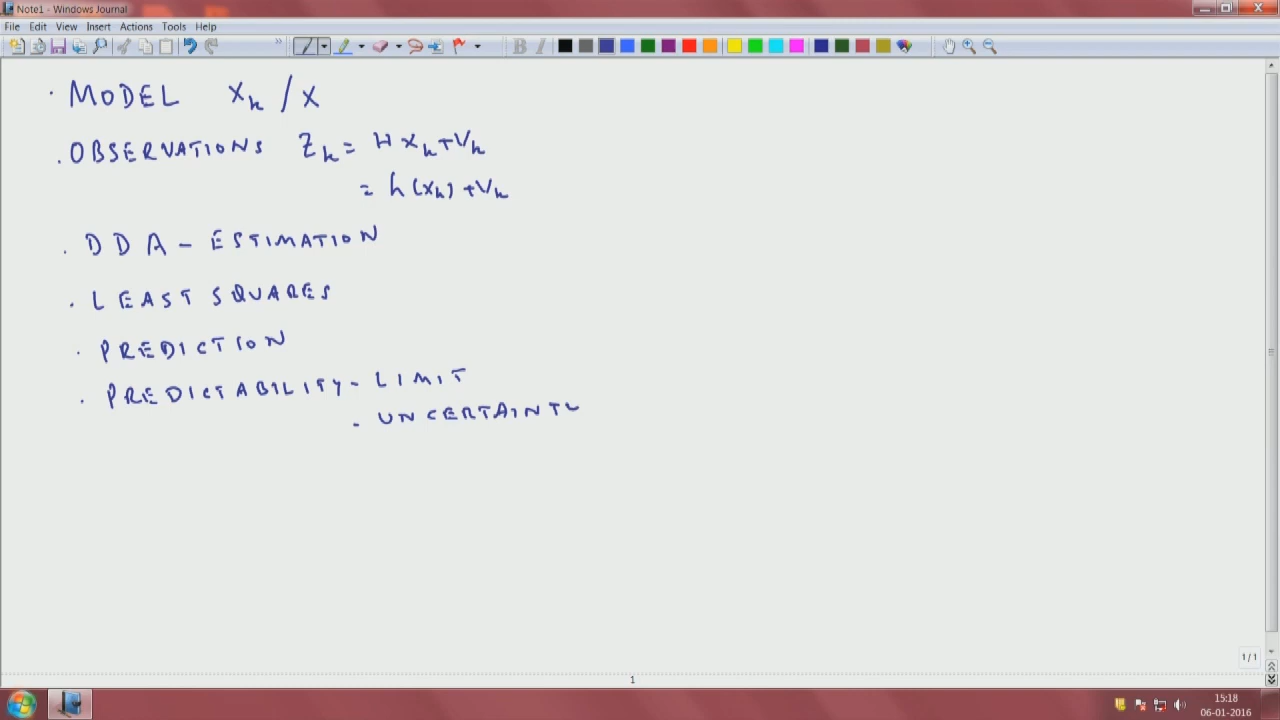 Note1 - Windows Journal
File Edit View Insert Actions Tools Help
· MODEL x_k / x
· OBSERVATIONS Z_k = H x_k + V_k
= h(x_k) + V_k
· DDA - ESTIMATION
· LEAST SQUARES
· PREDICTION
· PREDICTABILITY - LIMIT
- UNCERTAINTY
1/1
1
15:18
06-01-2016